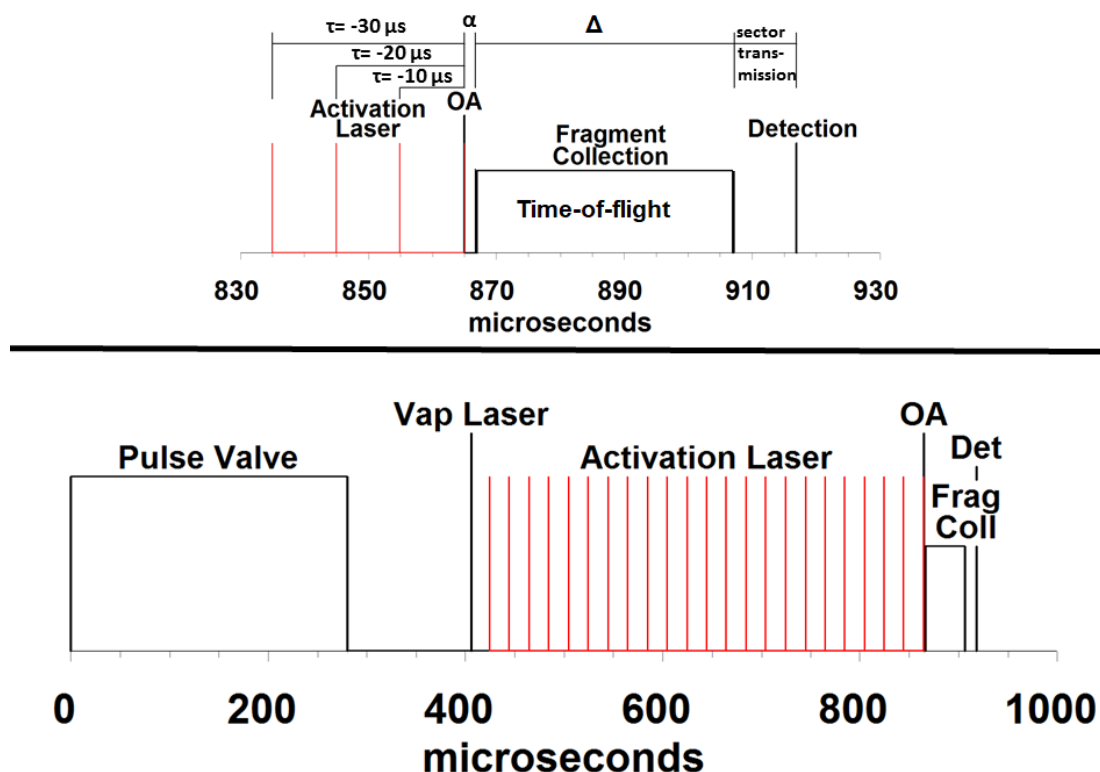 τ= -30 μs
α
Δ
sector
trans-
mission
τ= -20 μs
τ= -10 μs
Activation
Laser
OA
Fragment
Collection
Detection
Time-of-flight
830
850
870
890
910
930
microseconds
Vap Laser
OA
Pulse Valve
Activation Laser
Det
Frag
Coll
0
200
400
600
800
1000
microseconds